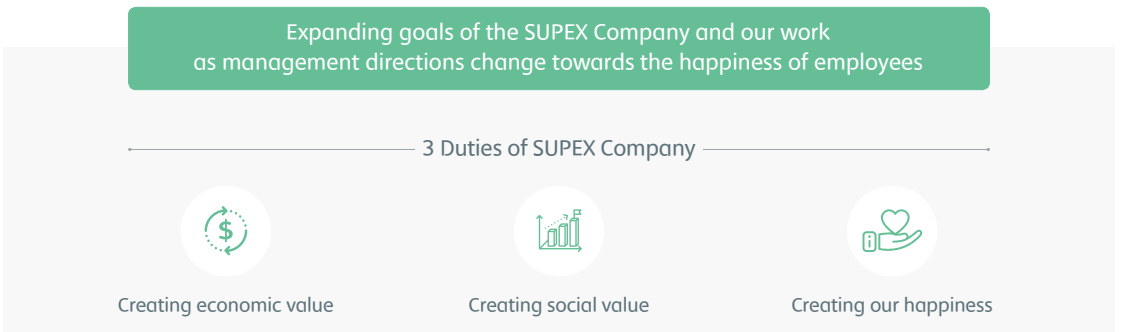 Expanding goals of the SUPEX Company and our work
as management directions change towards the happiness of employees
3 Duties of SUPEX Company
$
Creating economic value
Creating social value
Creating our happiness